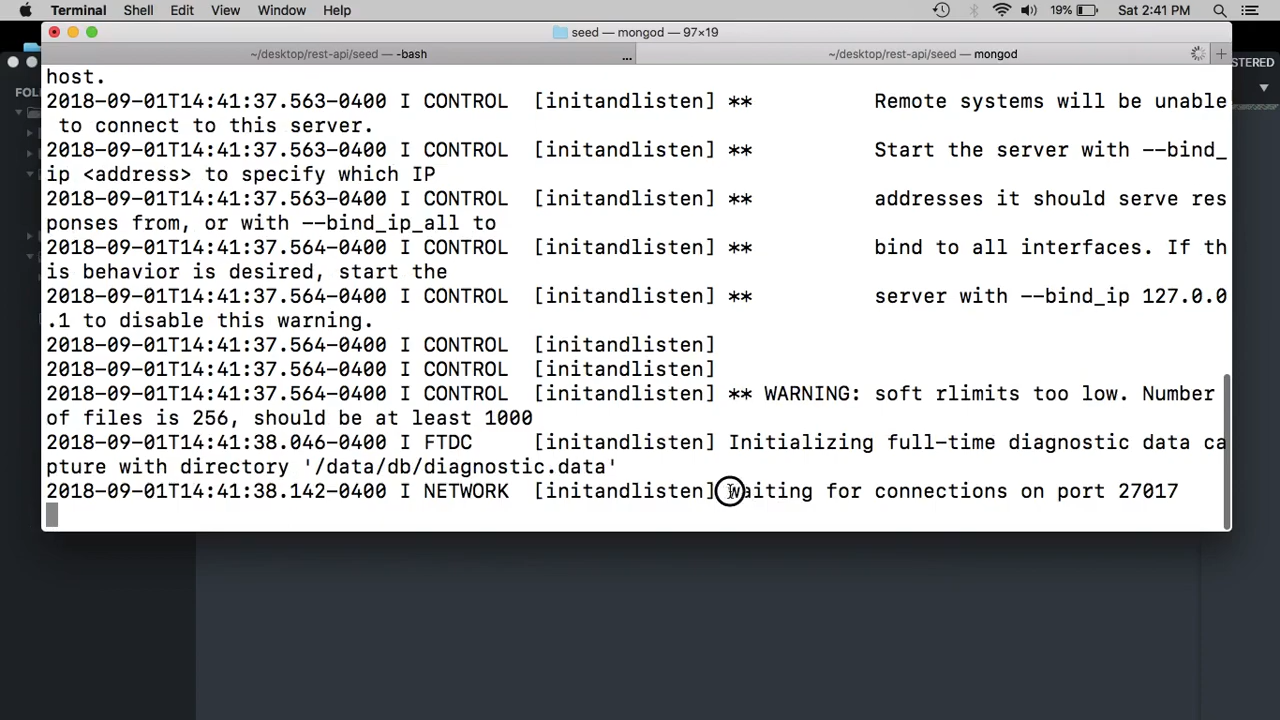 Terminal Shell Edit View Window Help 19% Sat 2:41 PM
seed — mongod — 97×19
~/desktop/rest-api/seed — -bash ... ~/desktop/rest-api/seed — mongod
STERED
FOL
host.
2018-09-01T14:41:37.563-0400 I CONTROL [initandlisten] ** Remote systems will be unable
to connect to this server.
2018-09-01T14:41:37.563-0400 I CONTROL [initandlisten] ** Start the server with --bind_
ip <address> to specify which IP
2018-09-01T14:41:37.563-0400 I CONTROL [initandlisten] ** addresses it should serve res
ponses from, or with --bind_ip_all to
2018-09-01T14:41:37.564-0400 I CONTROL [initandlisten] ** bind to all interfaces. If th
is behavior is desired, start the
2018-09-01T14:41:37.564-0400 I CONTROL [initandlisten] ** server with --bind_ip 127.0.0
.1 to disable this warning.
2018-09-01T14:41:37.564-0400 I CONTROL [initandlisten]
2018-09-01T14:41:37.564-0400 I CONTROL [initandlisten]
2018-09-01T14:41:37.564-0400 I CONTROL [initandlisten] ** WARNING: soft rlimits too low. Number
of files is 256, should be at least 1000
2018-09-01T14:41:38.046-0400 I FTDC [initandlisten] Initializing full-time diagnostic data ca
pture with directory '/data/db/diagnostic.data'
2018-09-01T14:41:38.142-0400 I NETWORK [initandlisten] waiting for connections on port 27017